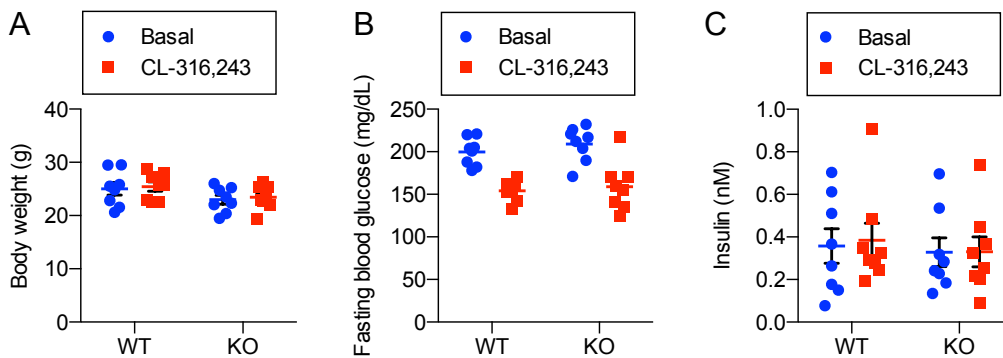 A
Basal
CL-316,243
Body weight (g)
40
30
20
10
0
WT
KO
B
Basal
CL-316,243
Fasting blood glucose (mg/dL)
250
200
150
100
50
0
WT
KO
C
Basal
CL-316,243
Insulin (nM)
1.0
0.8
0.6
0.4
0.2
0.0
WT
KO